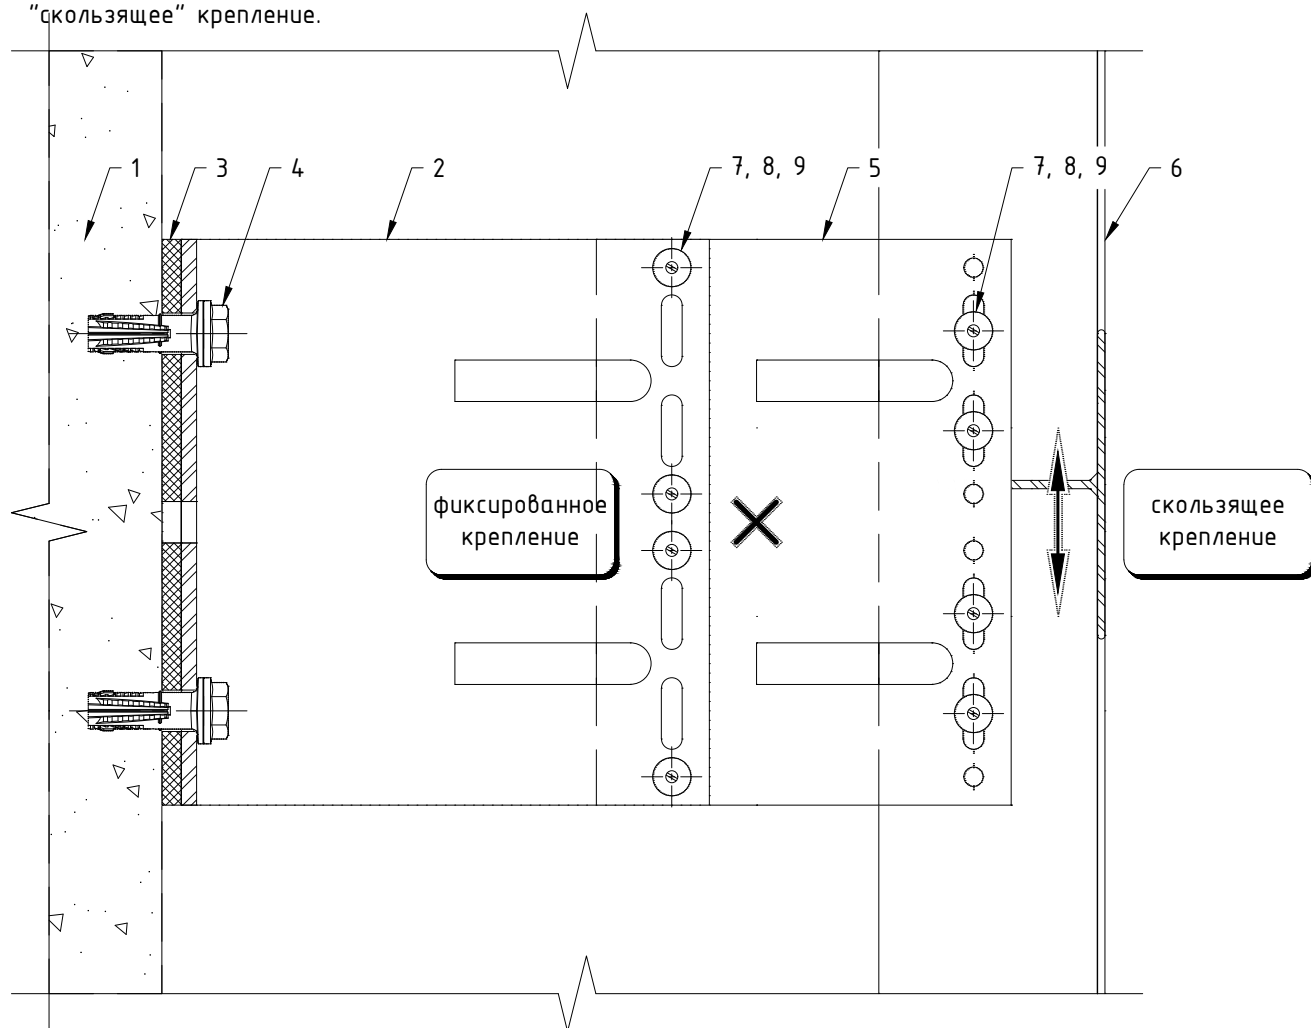 "скользящее" крепление.
1
3
4
2
7, 8, 9
5
7, 8, 9
6
фиксированное
крепление
скользящее
крепление